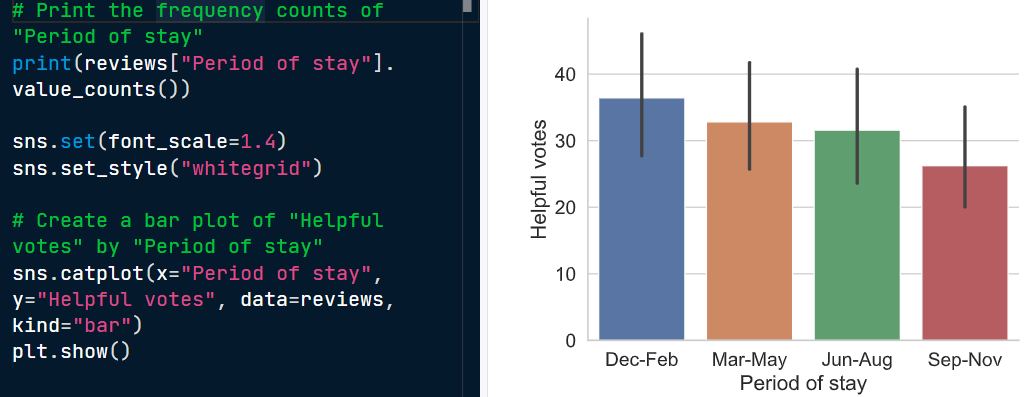 # Print the frequency counts of
"Period of stay"
print(reviews["Period of stay"].
value_counts())
sns.set(font_scale=1.4)
sns.set_style("whitegrid")
# Create a bar plot of "Helpful
votes" by "Period of stay"
sns.catplot(x="Period of stay",
y="Helpful votes", data=reviews,
kind="bar")
plt.show()
Helpful votes
40
30
20
10
0
Dec-Feb Mar-May Jun-Aug Sep-Nov
Period of stay